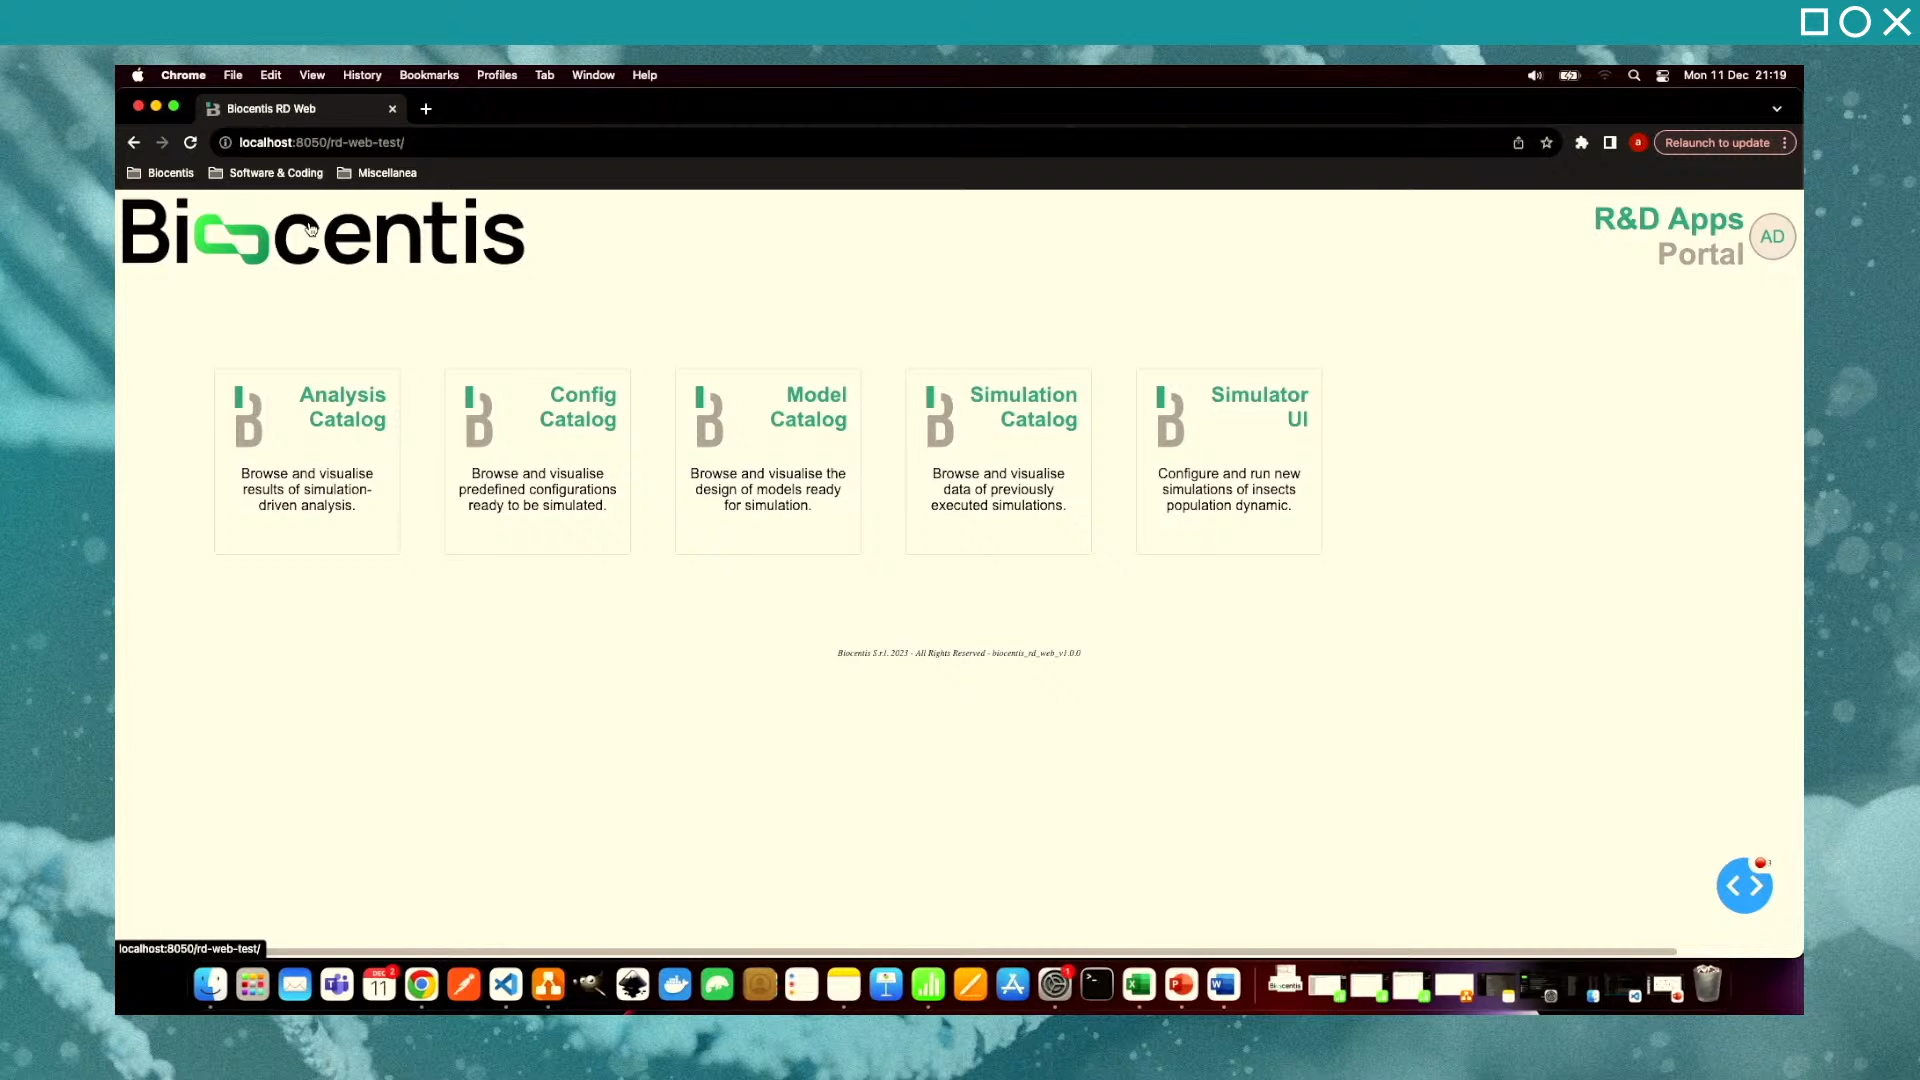 Chrome File Edit View History Bookmarks Profiles Tab Window Help
Mon 11 Dec 21:19
Biocentis RD Web
localhost:8050/rd-web-test/
a
Relaunch to update
Biocentis
Software & Coding
Miscellanea
Biocentis
R&D Apps
Portal
AD
Analysis
Catalog
Browse and visualise
results of simulation-
driven analysis.
Config
Catalog
Browse and visualise
predefined configurations
ready to be simulated.
Model
Catalog
Browse and visualise the
design of models ready
for simulation.
Simulation
Catalog
Browse and visualise
data of previously
executed simulations.
Simulator
UI
Configure and run new
simulations of insects
population dynamic.
Biocentis S.r.l. 2023 - All Rights Reserved - biocentis_rd_web_v1.0.0
localhost:8050/rd-web-test/
DEC
2
11
1
Biocentis